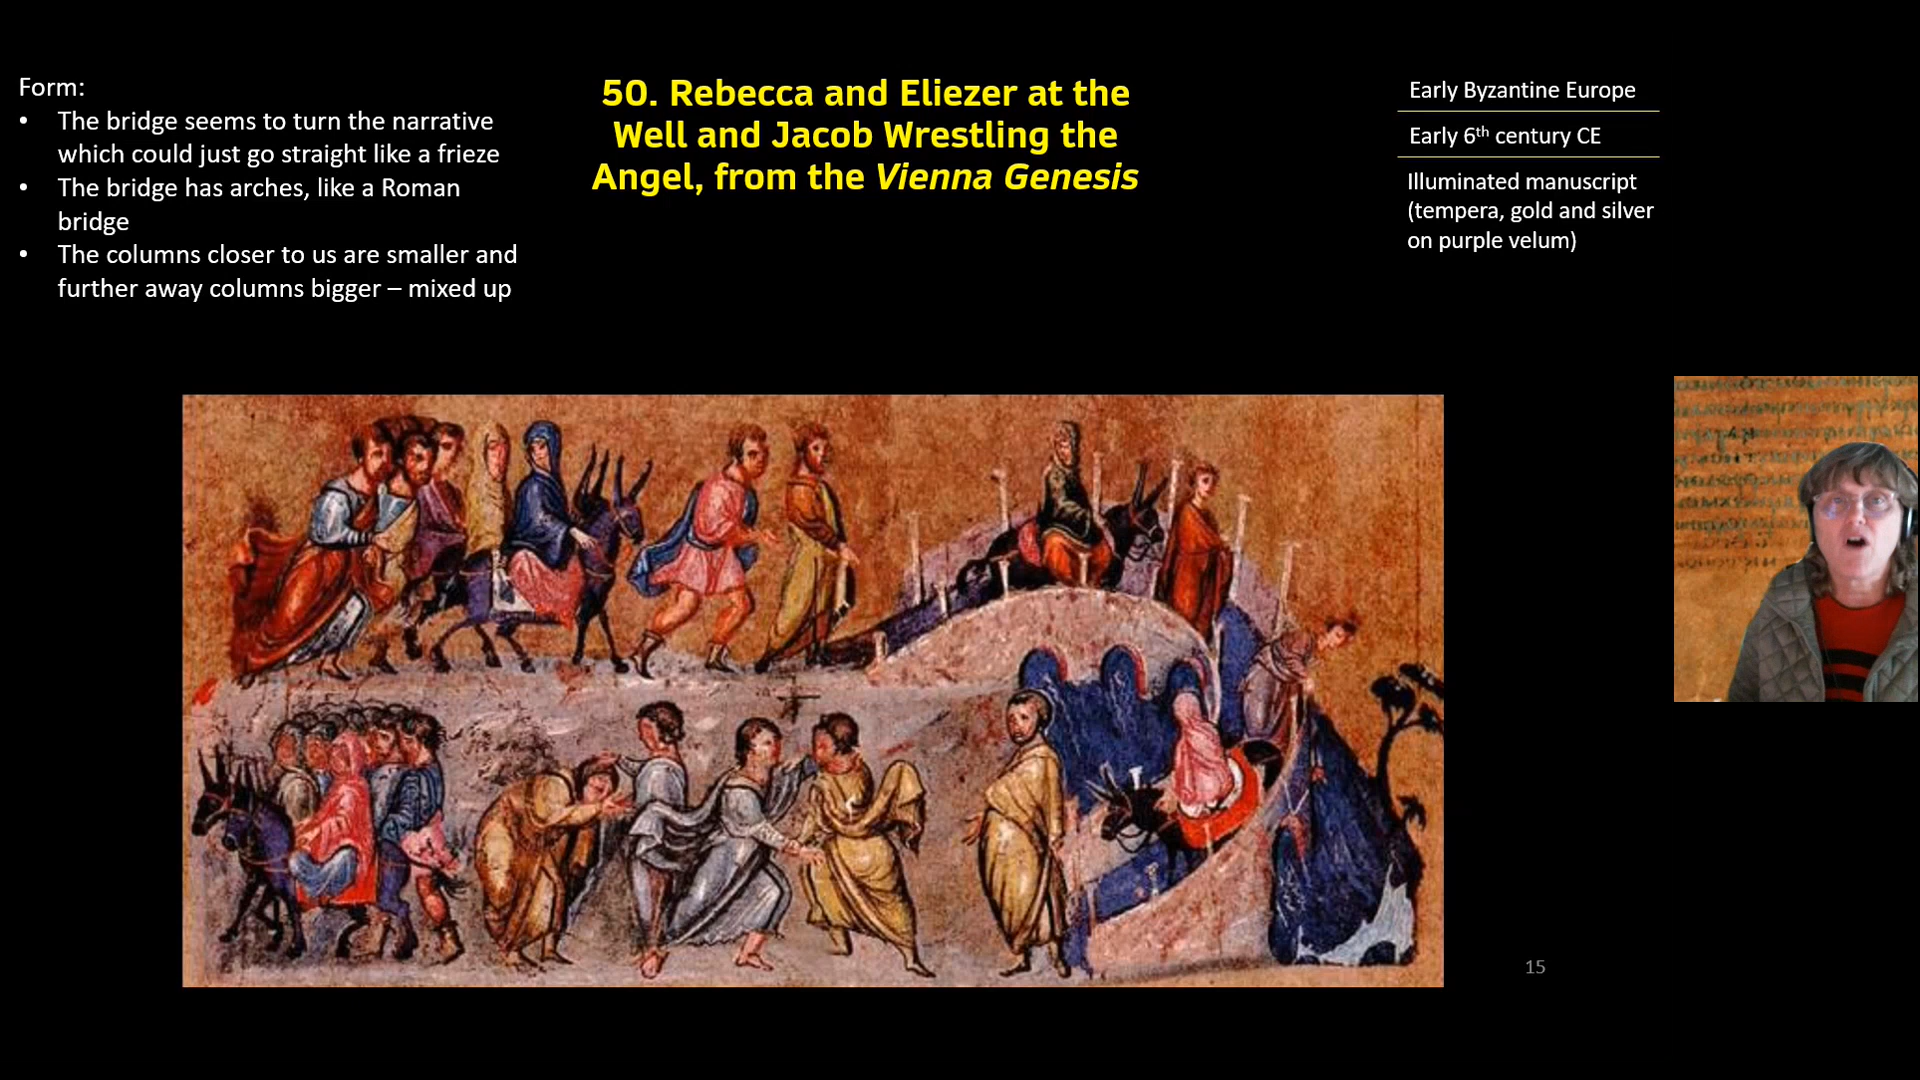 Form:
• The bridge seems to turn the narrative
which could just go straight like a frieze
• The bridge has arches, like a Roman
bridge
• The columns closer to us are smaller and
further away columns bigger – mixed up
50. Rebecca and Eliezer at the
Well and Jacob Wrestling the
Angel, from the Vienna Genesis
Early Byzantine Europe
Early 6th century CE
Illuminated manuscript
(tempera, gold and silver
on purple velum)
15